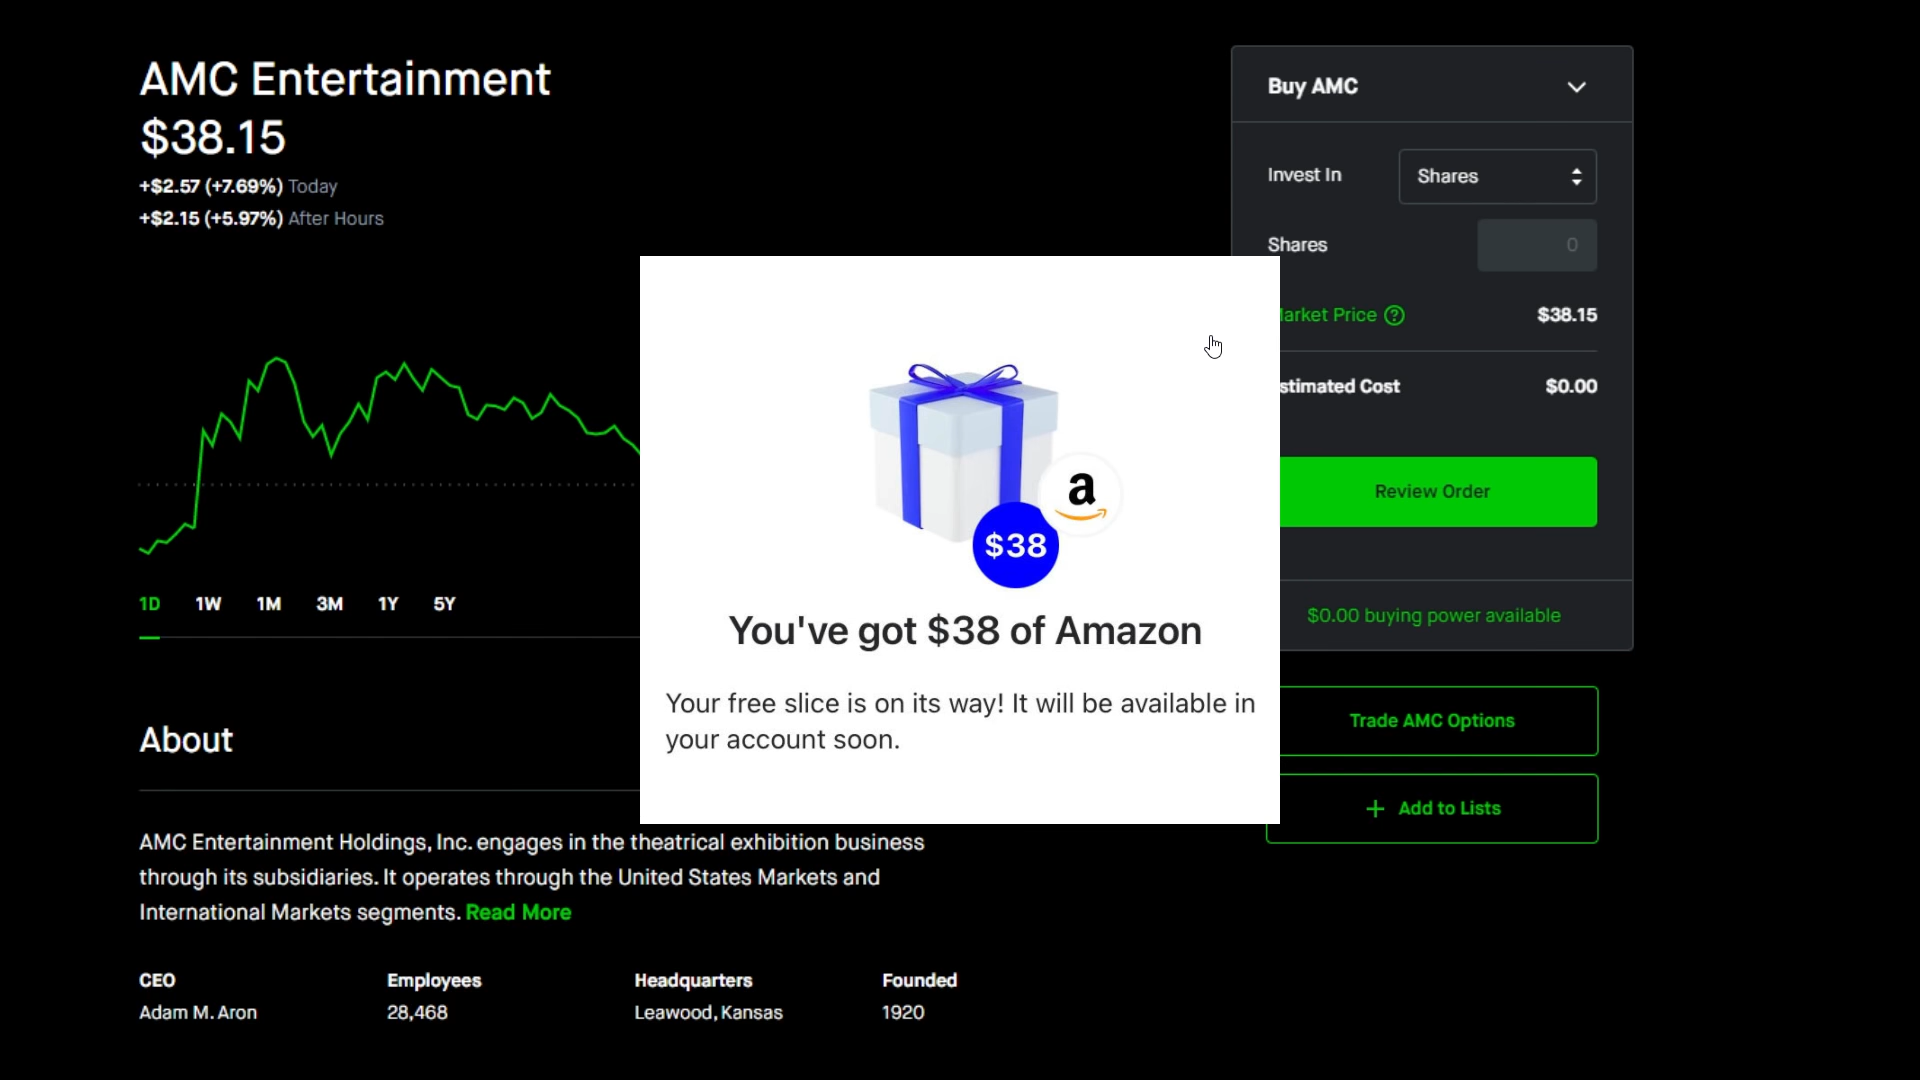 AMC Entertainment
$38.15
+$2.57 (+7.69%) Today
+$2.15 (+5.97%) After Hours
1D 1W 1M 3M 1Y 5Y
About
AMC Entertainment Holdings, Inc. engages in the theatrical exhibition business
through its subsidiaries. It operates through the United States Markets and
International Markets segments. Read More
CEO Employees Headquarters Founded
Adam M. Aron 28,468 Leawood, Kansas 1920
a
$38
You've got $38 of Amazon
Your free slice is on its way! It will be available in
your account soon.
Buy AMC
Invest In Shares
Shares 0
arket Price ? $38.15
stimated Cost $0.00
Review Order
$0.00 buying power available
Trade AMC Options
+ Add to Lists